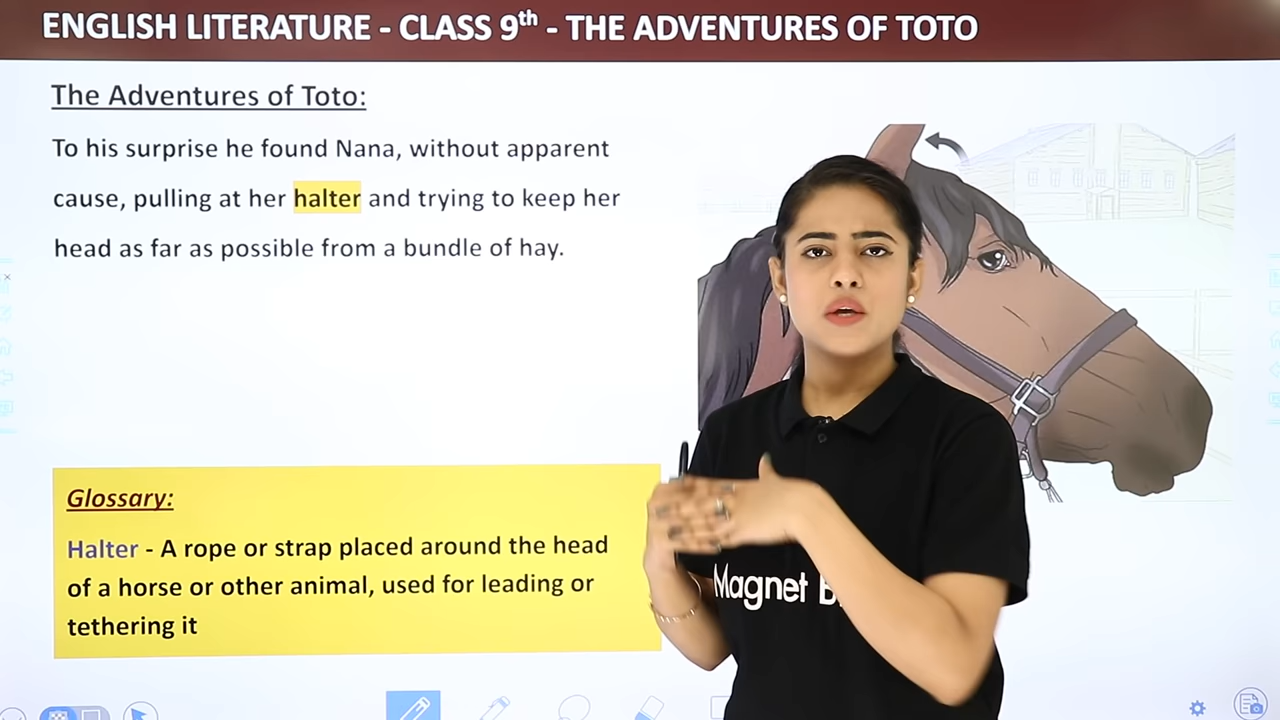 ENGLISH LITERATURE - CLASS 9th - THE ADVENTURES OF TOTO
The Adventures of Toto:
To his surprise he found Nana, without apparent
cause, pulling at her halter and trying to keep her
head as far as possible from a bundle of hay.
Glossary:
Halter - A rope or strap placed around the head
of a horse or other animal, used for leading or
tethering it
Magnet